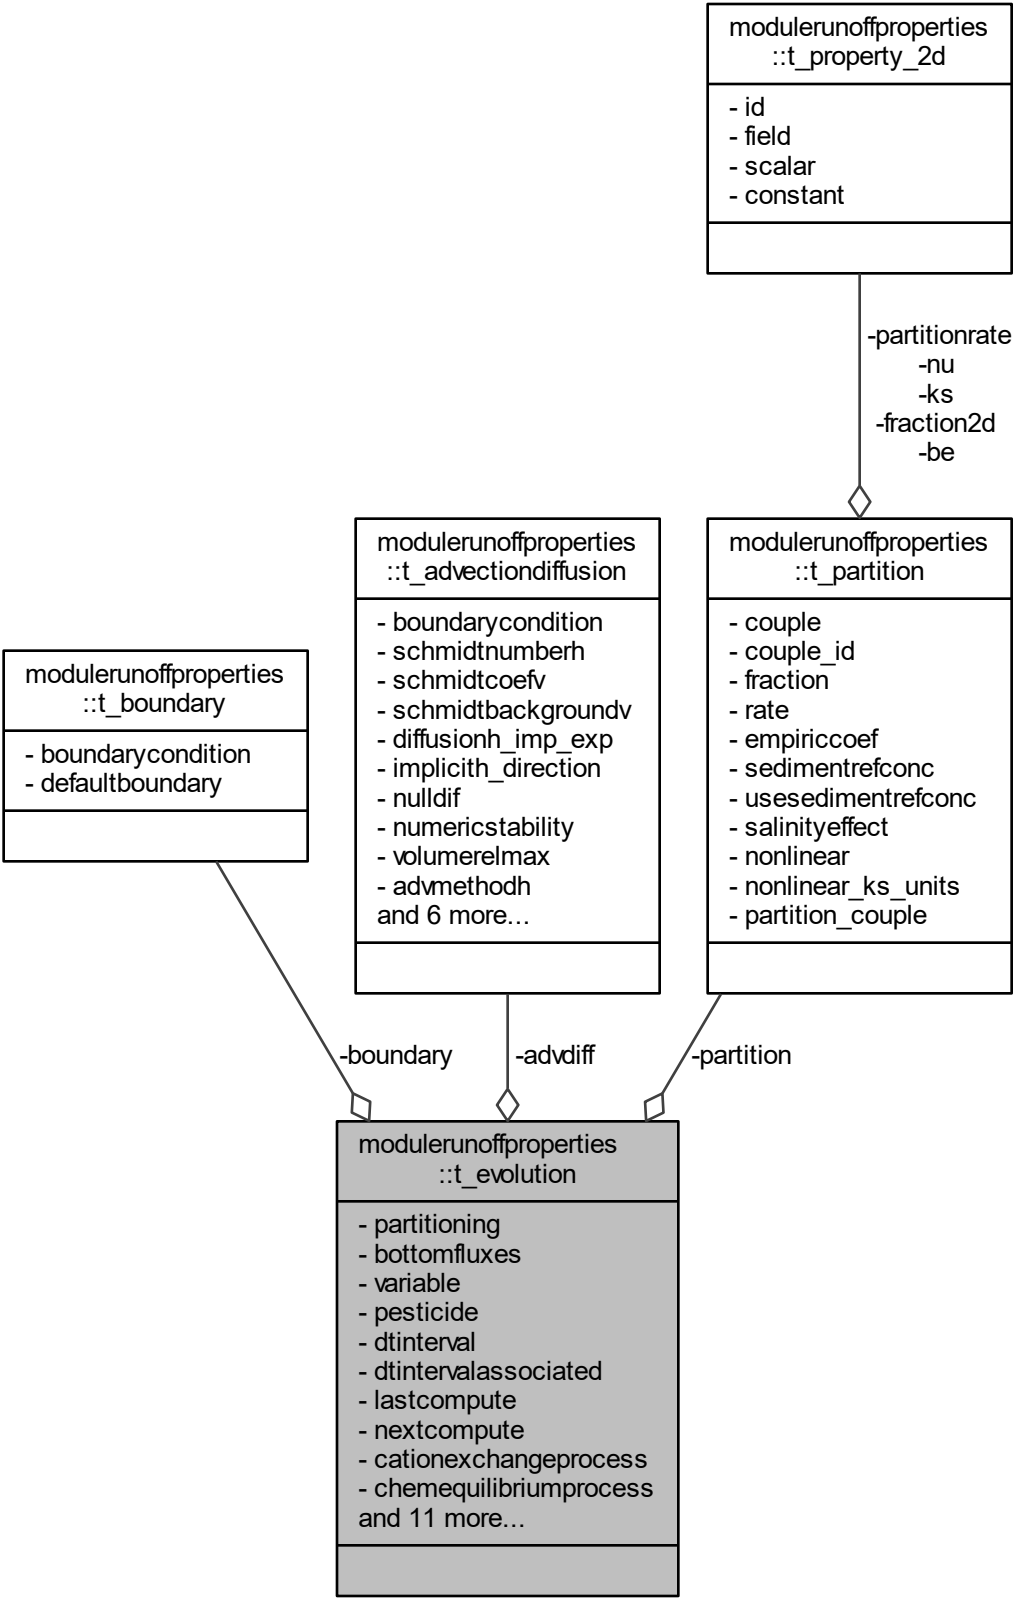 modulerunoffproperties
::t_property_2d
- id
- field
- scalar
- constant
-partitionrate
-nu
-ks
-fraction2d
-be
modulerunoffproperties
::t_advectiondiffusion
- boundarycondition
- schmidtnumberh
- schmidtcoefv
- schmidtbackgroundv
- diffusionh_imp_exp
- implicith_direction
- nulldif
- numericstability
- volumerelmax
- advmethodh
and 6 more...
modulerunoffproperties
::t_partition
- couple
- couple_id
- fraction
- rate
- empiriccoef
- sedimentrefconc
- usesedimentrefconc
- salinityeffect
- nonlinear
- nonlinear_ks_units
- partition_couple
modulerunoffproperties
::t_boundary
- boundarycondition
- defaultboundary
-boundary
-advdiff
-partition
modulerunoffproperties
::t_evolution
- partitioning
- bottomfluxes
- variable
- pesticide
- dtinterval
- dtintervalassociated
- lastcompute
- nextcompute
- cationexchangeprocess
- chemequilibriumprocess
and 11 more...